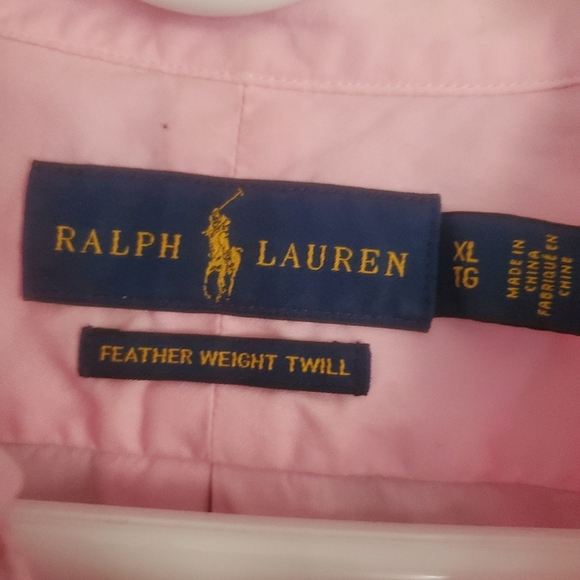 RALPH LAUREN
XL
TG
MADE IN
CHINA
FABRIQUÉ EN
CHINE
FEATHER WEIGHT TWILL